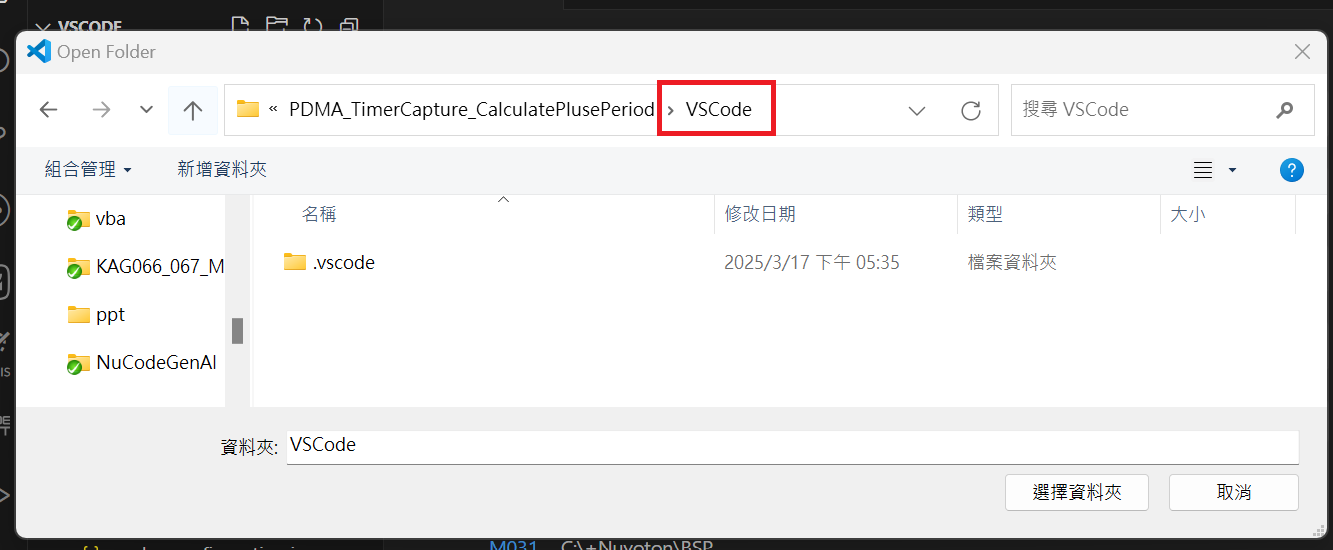 VSCODE
Open Folder
« PDMA_TimerCapture_CalculatePlusePeriod › VSCode
搜尋 VSCode
組合管理 新增資料夾
?
名稱 修改日期 類型 大小
vba
.vscode 2025/3/17 下午 05:35 檔案資料夾
KAG066_067_M
ppt
NuCodeGenAI
資料夾: VSCode
選擇資料夾 取消
M031 C:\+Nuvoton\BSP